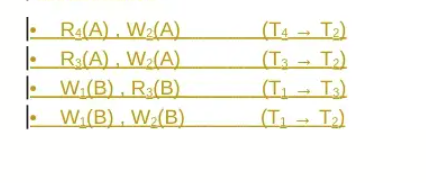 • R₄(A) , W₂(A) (T₄ → T₂)
• R₃(A) , W₂(A) (T₃ → T₂)
• W₁(B) , R₃(B) (T₁ → T₃)
• W₁(B) , W₂(B) (T₁ → T₂)